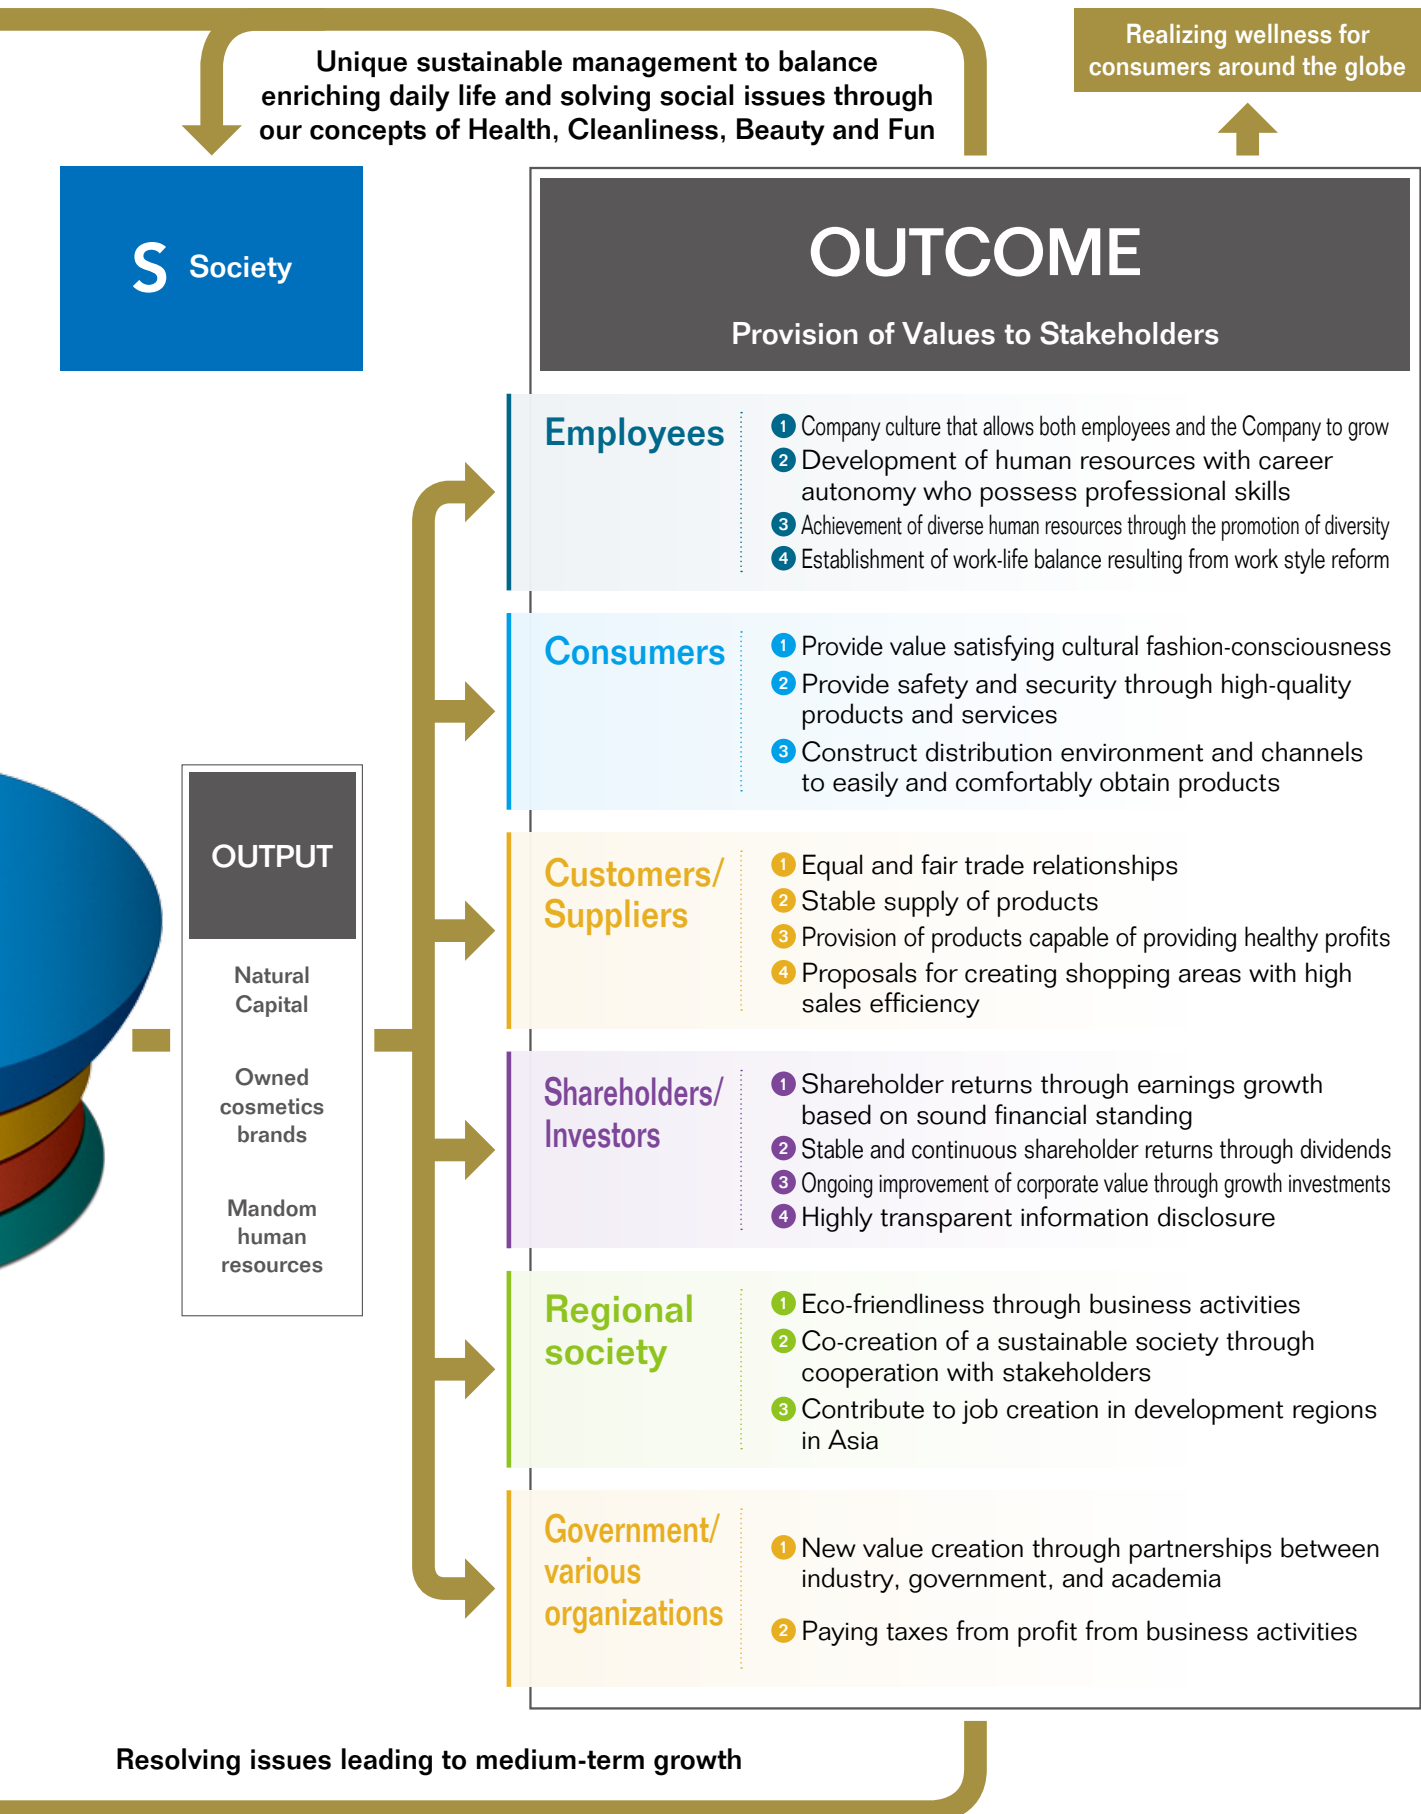 Realizing wellness for
consumers around the globe
Unique sustainable management to balance
enriching daily life and solving social issues through
our concepts of Health, Cleanliness, Beauty and Fun
S Society
OUTCOME
Provision of Values to Stakeholders
Employees
1 Company culture that allows both employees and the Company to grow
2 Development of human resources with career
autonomy who possess professional skills
3 Achievement of diverse human resources through the promotion of diversity
4 Establishment of work-life balance resulting from work style reform
Consumers
1 Provide value satisfying cultural fashion-consciousness
2 Provide safety and security through high-quality
products and services
3 Construct distribution environment and channels
to easily and comfortably obtain products
OUTPUT
Natural
Capital
Owned
cosmetics
brands
Mandom
human
resources
Customers/
Suppliers
1 Equal and fair trade relationships
2 Stable supply of products
3 Provision of products capable of providing healthy profits
4 Proposals for creating shopping areas with high
sales efficiency
Shareholders/
Investors
1 Shareholder returns through earnings growth
based on sound financial standing
2 Stable and continuous shareholder returns through dividends
3 Ongoing improvement of corporate value through growth investments
4 Highly transparent information disclosure
Regional
society
1 Eco-friendliness through business activities
2 Co-creation of a sustainable society through
cooperation with stakeholders
3 Contribute to job creation in development regions
in Asia
Government/
various
organizations
1 New value creation through partnerships between
industry, government, and academia
2 Paying taxes from profit from business activities
Resolving issues leading to medium-term growth